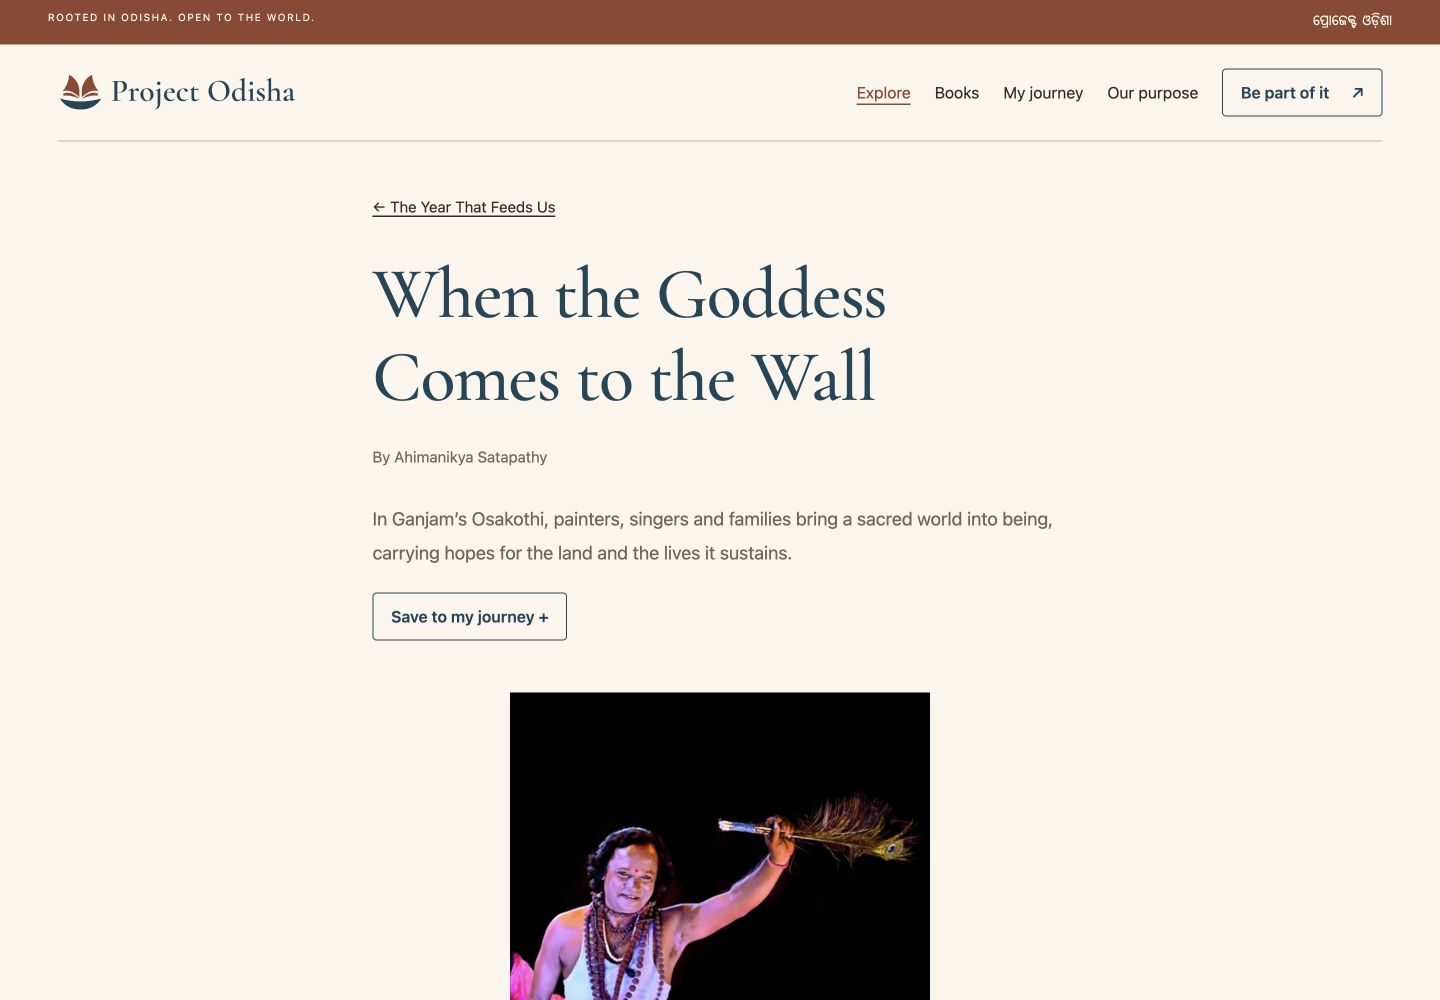 ROOTED IN ODISHA. OPEN TO THE WORLD.
ପ୍ରୋଜେକ୍ଟ ଓଡ଼ିଶା
Project Odisha
Explore
Books
My journey
Our purpose
Be part of it ↗
← The Year That Feeds Us
When the Goddess
Comes to the Wall
By Ahimanikya Satapathy
In Ganjam’s Osakothi, painters, singers and families bring a sacred world into being,
carrying hopes for the land and the lives it sustains.
Save to my journey +